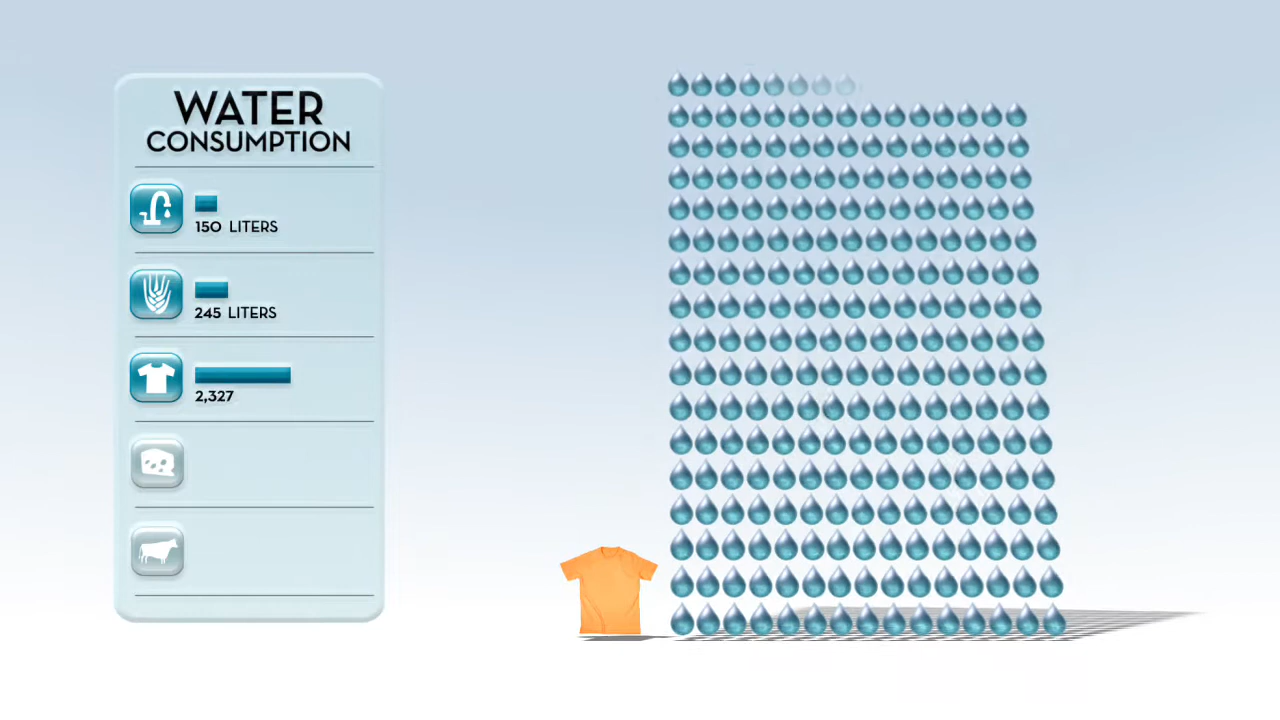 WATER
CONSUMPTION
150 LITERS
245 LITERS
2,327